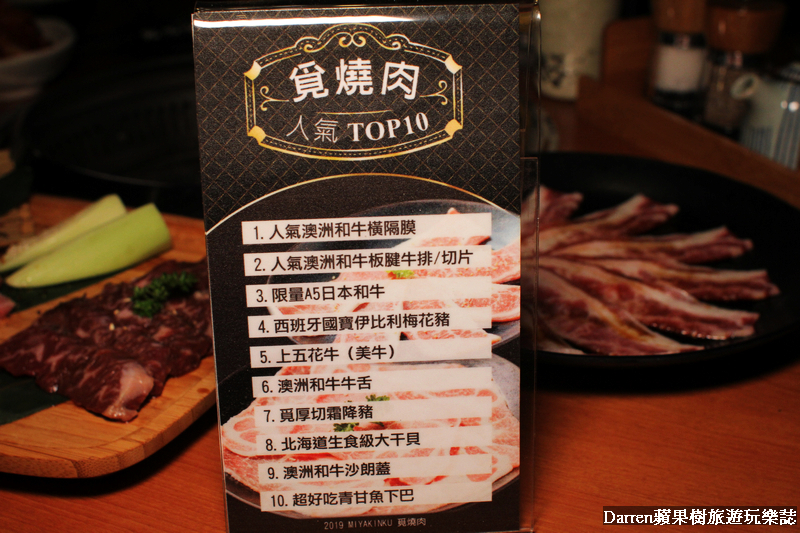 覓燒肉
人氣 TOP10
1. 人氣澳洲和牛橫隔膜
2. 人氣澳洲和牛板腱牛排/切片
3. 限量A5日本和牛
4. 西班牙國寶伊比利梅花豬
5. 上五花牛（美牛）
6. 澳洲和牛牛舌
7. 覓厚切霜降豬
8. 北海道生食級大干貝
9. 澳洲和牛沙朗蓋
10. 超好吃青甘魚下巴
2019 MIYAKINKU 覓燒肉
Darren蘋果樹旅遊玩樂誌